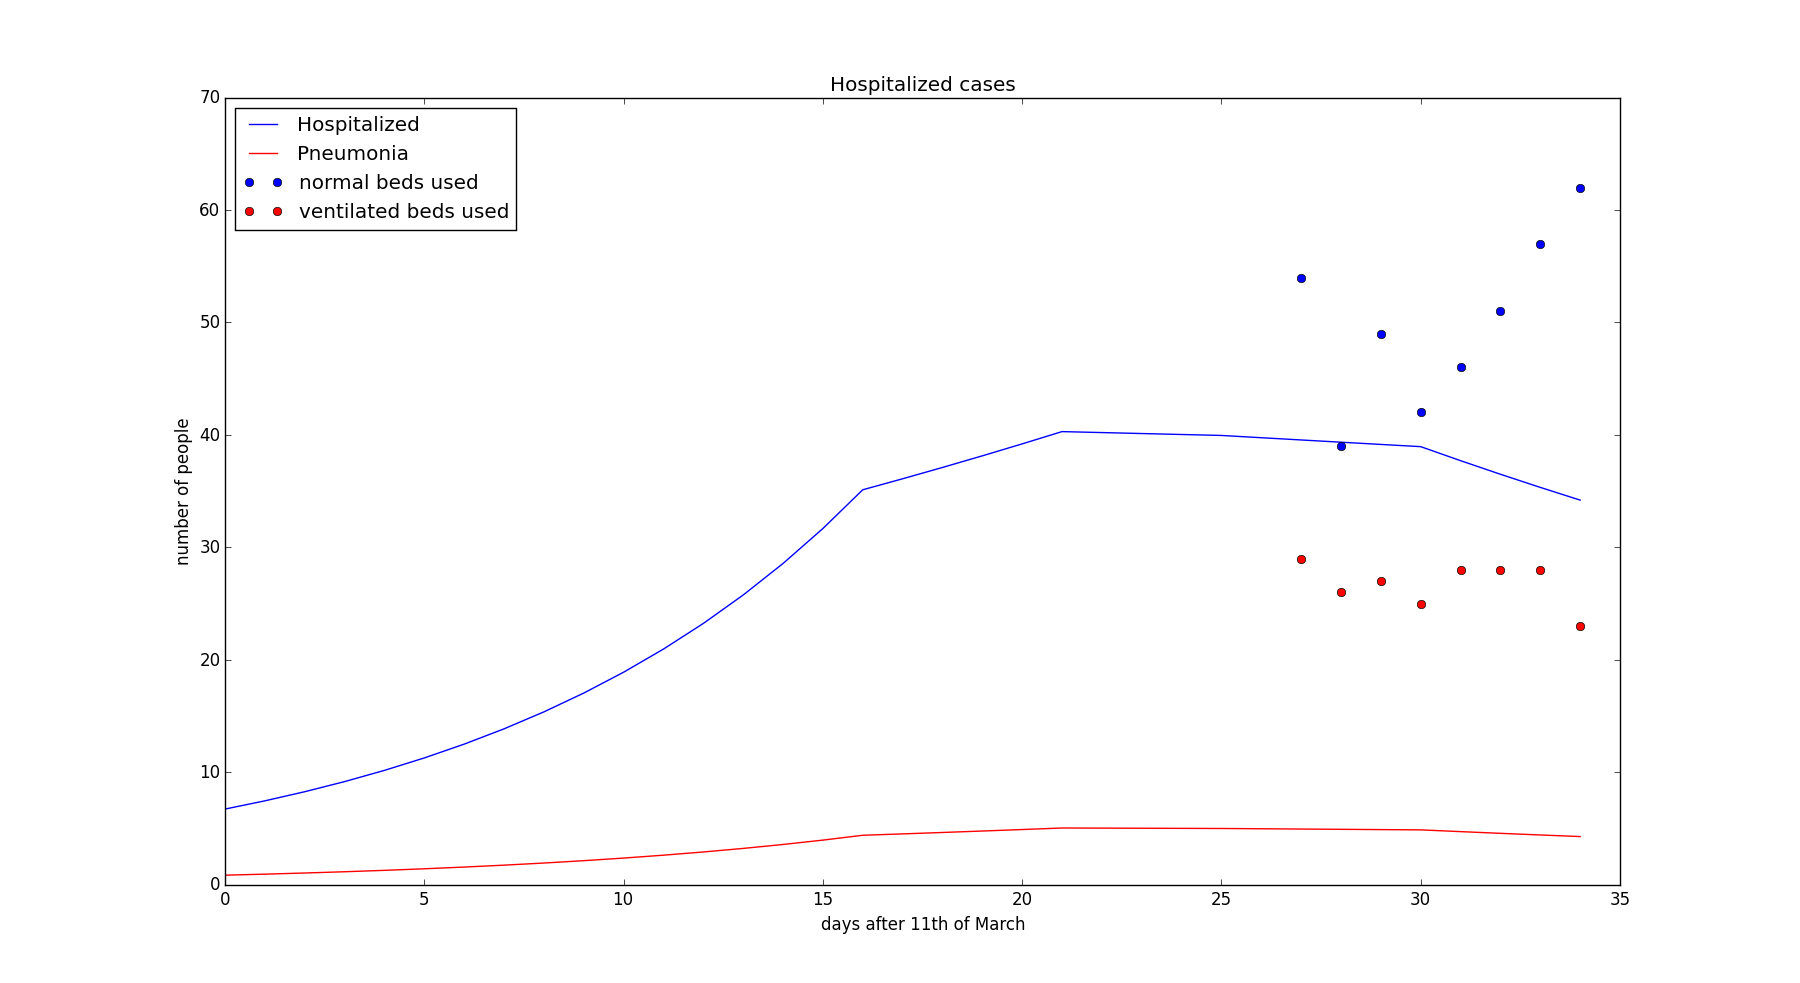 Hospitalized cases
70
60
50
40
30
20
10
0
number of people
Hospitalized
Pneumonia
normal beds used
ventilated beds used
0 5 10 15 20 25 30 35
days after 11th of March